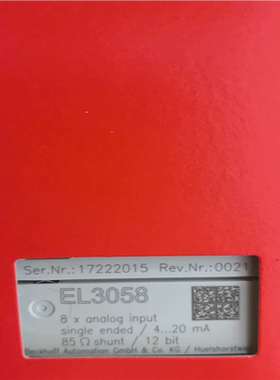 Ser.Nr.:17222015 Rev.Nr.:0021
EL3058
8 x analog input
single ended / 4...20 mA
85 Ω shunt / 12 bit
Beckhoff Automation GmbH & Co. KG / Huelshorstweg